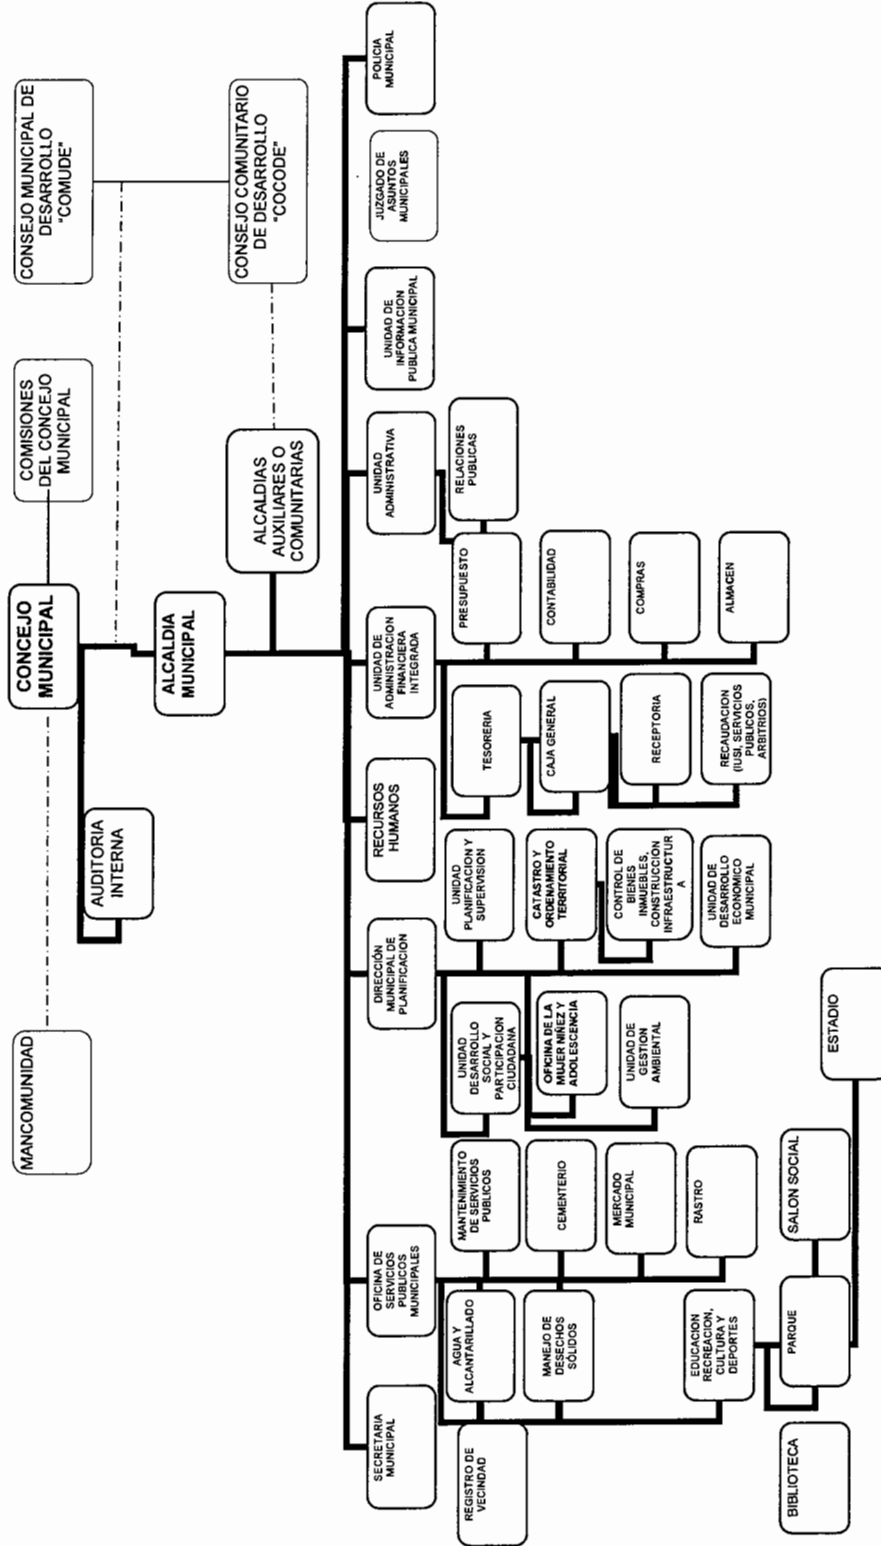 MANCOMUNIDAD
CONCEJO
MUNICIPAL
COMISIONES
DEL CONCEJO
MUNICIPAL
CONSEJO MUNICIPAL DE
DESARROLLO
"COMUDE"
AUDITORIA
INTERNA
ALCALDIA
MUNICIPAL
ALCALDIAS
AUXILIARES O
COMUNITARIAS
CONSEJO COMUNITARIO
DE DESARROLLO
"COCODE"
SECRETARIA
MUNICIPAL
OFICINA DE
SERVICIOS
PUBLICOS
MUNICIPALES
DIRECCIÓN
MUNICIPAL DE
PLANIFICACION
RECURSOS
HUMANOS
UNIDAD DE
ADMINISTRACION
FINANCIERA
INTEGRADA
UNIDAD
ADMINISTRATIVA
UNIDAD DE
INFORMACION
PUBLICA MUNICIPAL
JUZGADO DE
ASUNTOS
MUNICIPALES
POLICIA
MUNICIPAL
REGISTRO DE
VECINDAD
AGUA Y
ALCANTARILLADO
MANTENIMIENTO
DE SERVICIOS
PUBLICOS
UNIDAD
DESARROLLO
SOCIAL Y
PARTICIPACION
CIUDADANA
UNIDAD
PLANIFICACION Y
SUPERVISION
TESORERIA
PRESUPUESTO
RELACIONES
PUBLICAS
MANEJO DE
DESECHOS
SÓLIDOS
CEMENTERIO
OFICINA DE LA
MUJER NIÑEZ Y
ADOLESCENCIA
CATASTRO Y
ORDENAMIENTO
TERRITORIAL
CAJA GENERAL
CONTABILIDAD
MERCADO
MUNICIPAL
UNIDAD DE
GESTION
AMBIENTAL
CONTROL DE
BIENES
INMUEBLES,
CONSTRUCCION
INFRAESTRUCTUR
A
RECEPTORIA
COMPRAS
EDUCACION
RECREACION,
CULTURA Y
DEPORTES
RASTRO
UNIDAD DE
DESARROLLO
ECONOMICO
MUNICIPAL
RECAUDACION
(IUSI, SERVICIOS
PUBLICOS,
ARBITRIOS)
ALMACEN
BIBLIOTECA
PARQUE
SALON SOCIAL
ESTADIO